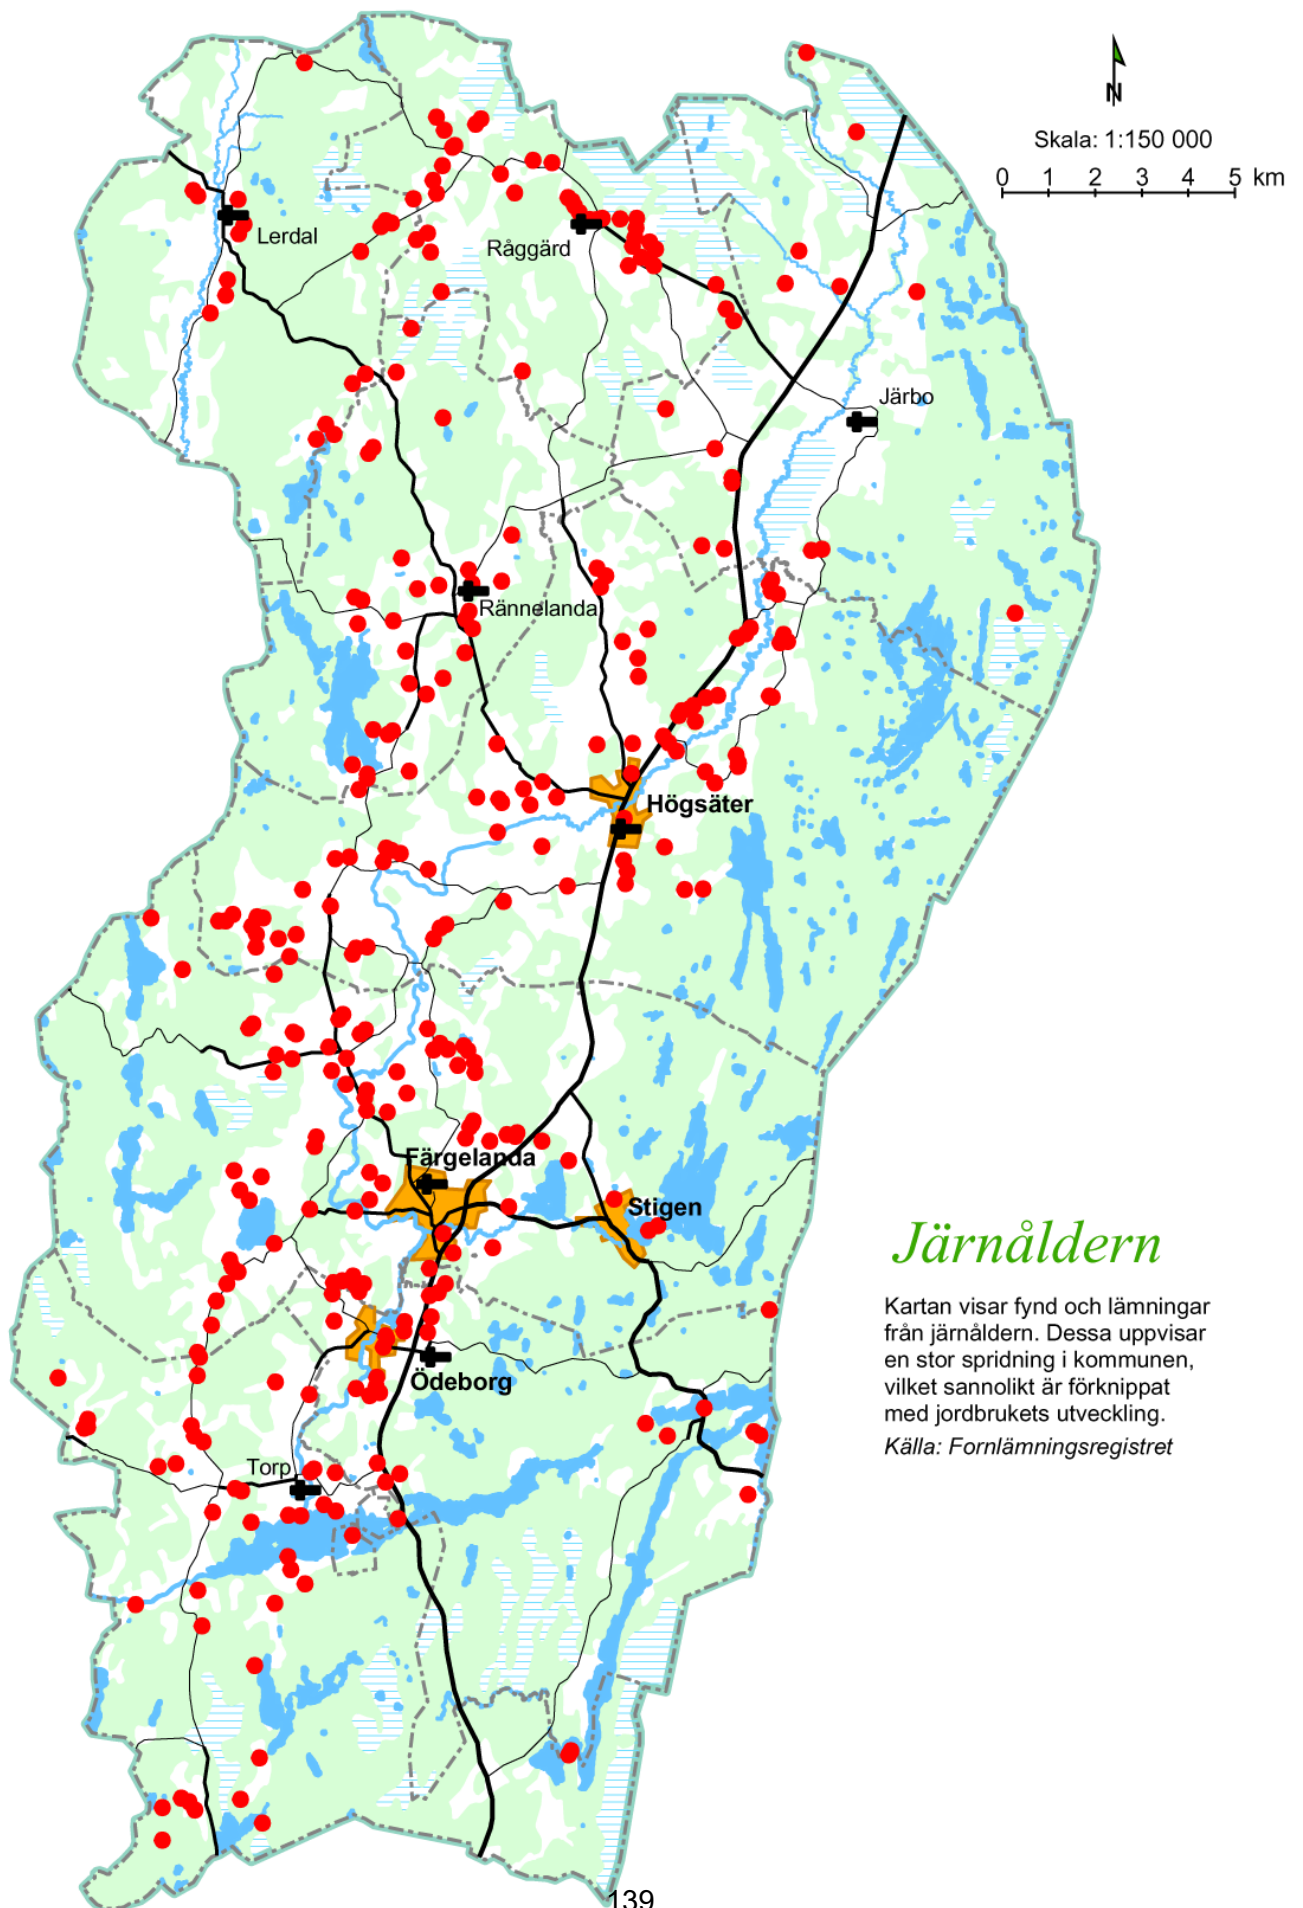 N
Skala: 1:150 000
0 1 2 3 4 5 km
Lerdal
Råggärd
Järbo
Rännelanda
Högsäter
Färgelanda
Stigen
Ödeborg
Torp
Järnåldern
Kartan visar fynd och lämningar
från järnåldern. Dessa uppvisar
en stor spridning i kommunen,
vilket sannolikt är förknippat
med jordbrukets utveckling.
Källa: Fornlämningsregistret
139